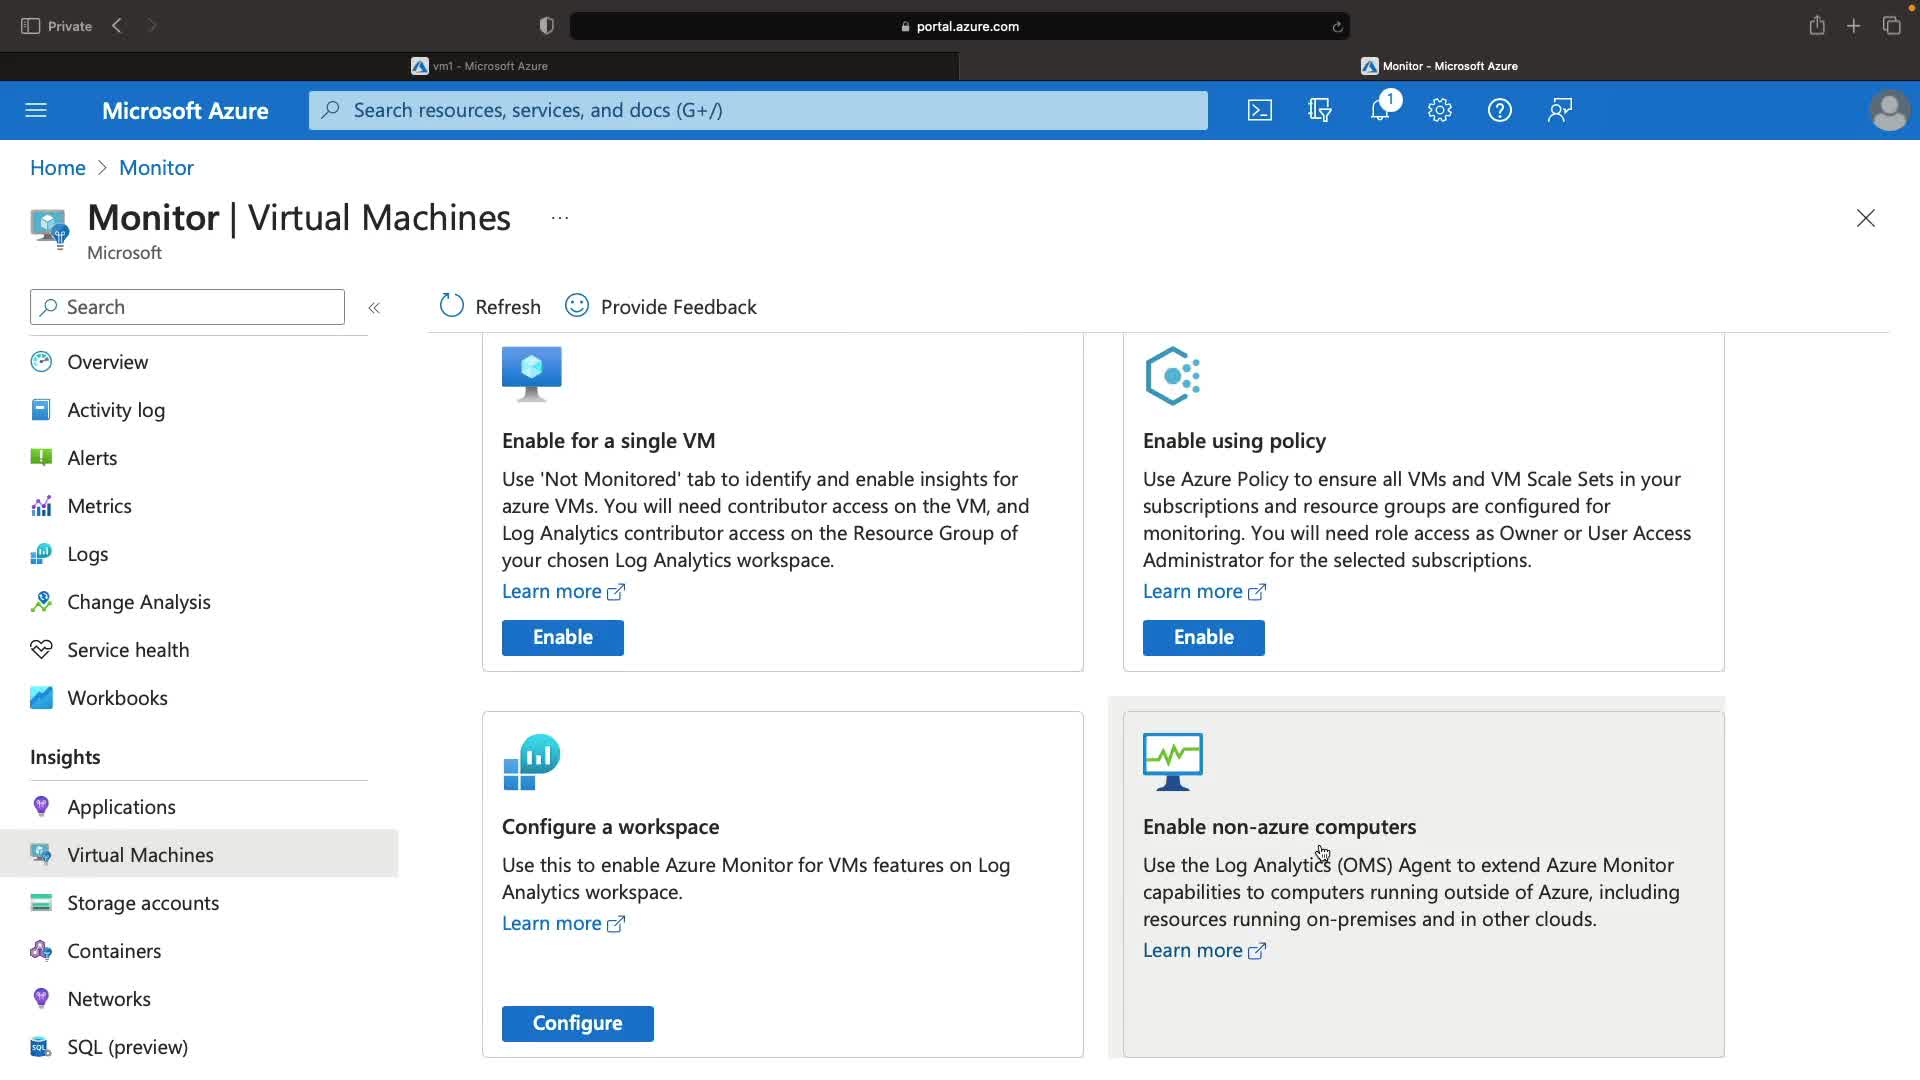 Private
portal.azure.com
vm1 - Microsoft Azure
Monitor - Microsoft Azure
Microsoft Azure
Search resources, services, and docs (G+/)
1
Home > Monitor
Monitor | Virtual Machines ...
Microsoft
Search
«
Refresh
Provide Feedback
Overview
Activity log
Alerts
Metrics
Logs
Change Analysis
Service health
Workbooks
Insights
Applications
Virtual Machines
Storage accounts
Containers
Networks
SQL
SQL (preview)
Enable for a single VM
Use 'Not Monitored' tab to identify and enable insights for
azure VMs. You will need contributor access on the VM, and
Log Analytics contributor access on the Resource Group of
your chosen Log Analytics workspace.
Learn more
Enable
Enable using policy
Use Azure Policy to ensure all VMs and VM Scale Sets in your
subscriptions and resource groups are configured for
monitoring. You will need role access as Owner or User Access
Administrator for the selected subscriptions.
Learn more
Enable
Configure a workspace
Use this to enable Azure Monitor for VMs features on Log
Analytics workspace.
Learn more
Configure
Enable non-azure computers
Use the Log Analytics (OMS) Agent to extend Azure Monitor
capabilities to computers running outside of Azure, including
resources running on-premises and in other clouds.
Learn more